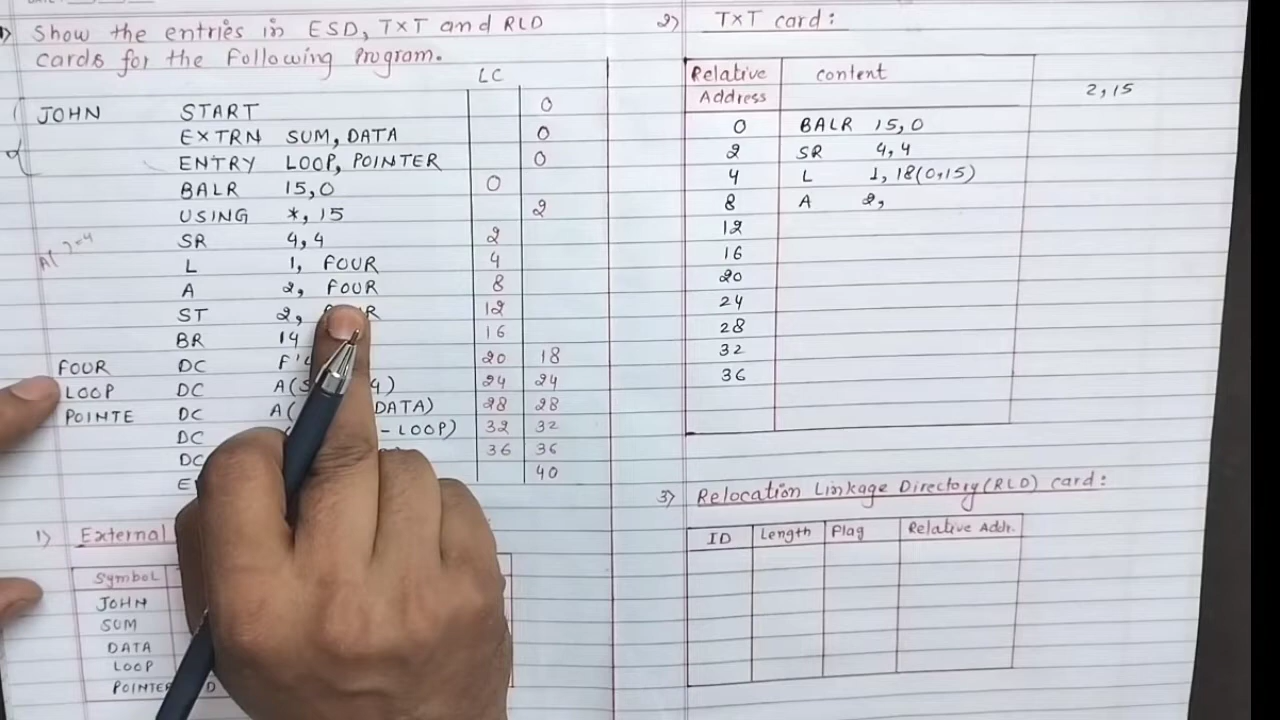 1) Show the entries in ESD, TXT and RLD
cards for the Following Program.
LC
JOHN START 0
EXTRN SUM, DATA 0
ENTRY LOOP, POINTER 0
BALR 15,0 0
USING *, 15 2
SR 4,4 2
L 1, FOUR 4
A 2, FOUR 8
ST 2, 12
BR 14 16
FOUR DC 20 18
LOOP DC 24 24
POINTE DC DATA) 28 28
DC - LOOP) 32 32
DC 36 36
40
1) External
Symbol
JOHN
SUM
DATA
LOOP
POINTER
2) TXT card:
Relative Address content
2,15
0 BALR 15,0
2 SR 4,4
4 L 1, 18(0,15)
8 A 2,
12
16
20
24
28
32
36
3) Relocation Linkage Directory(RLD) card:
ID Length Flag Relative Addr.